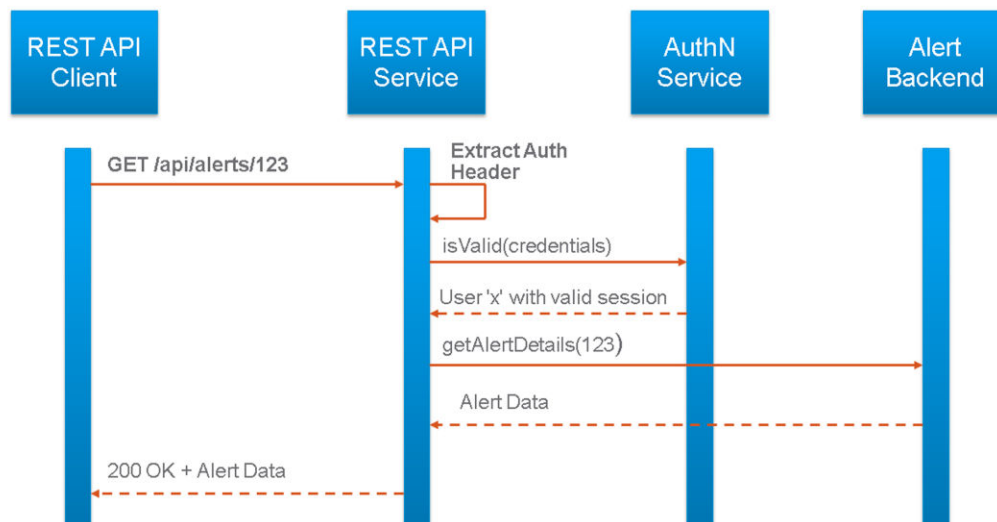 REST API
Client
REST API
Service
AuthN
Service
Alert
Backend
GET /api/alerts/123
Extract Auth
Header
isValid(credentials)
User 'x' with valid session
getAlertDetails(123)
Alert Data
200 OK + Alert Data